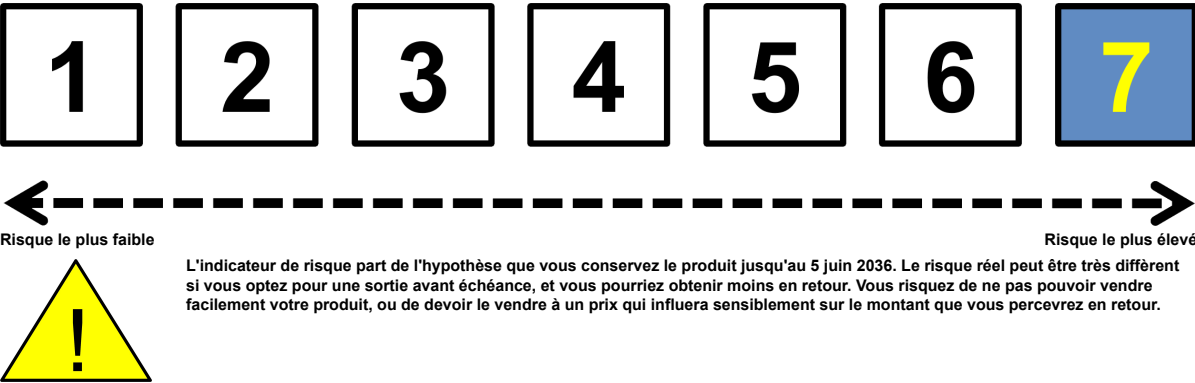 1 2 3 4 5 6 7
Risque le plus faible Risque le plus élevé
L'indicateur de risque part de l'hypothèse que vous conservez le produit jusqu'au 5 juin 2036. Le risque réel peut être très diffèrent
si vous optez pour une sortie avant échéance, et vous pourriez obtenir moins en retour. Vous risquez de ne pas pouvoir vendre
facilement votre produit, ou de devoir le vendre à un prix qui influera sensiblement sur le montant que vous percevrez en retour.
!